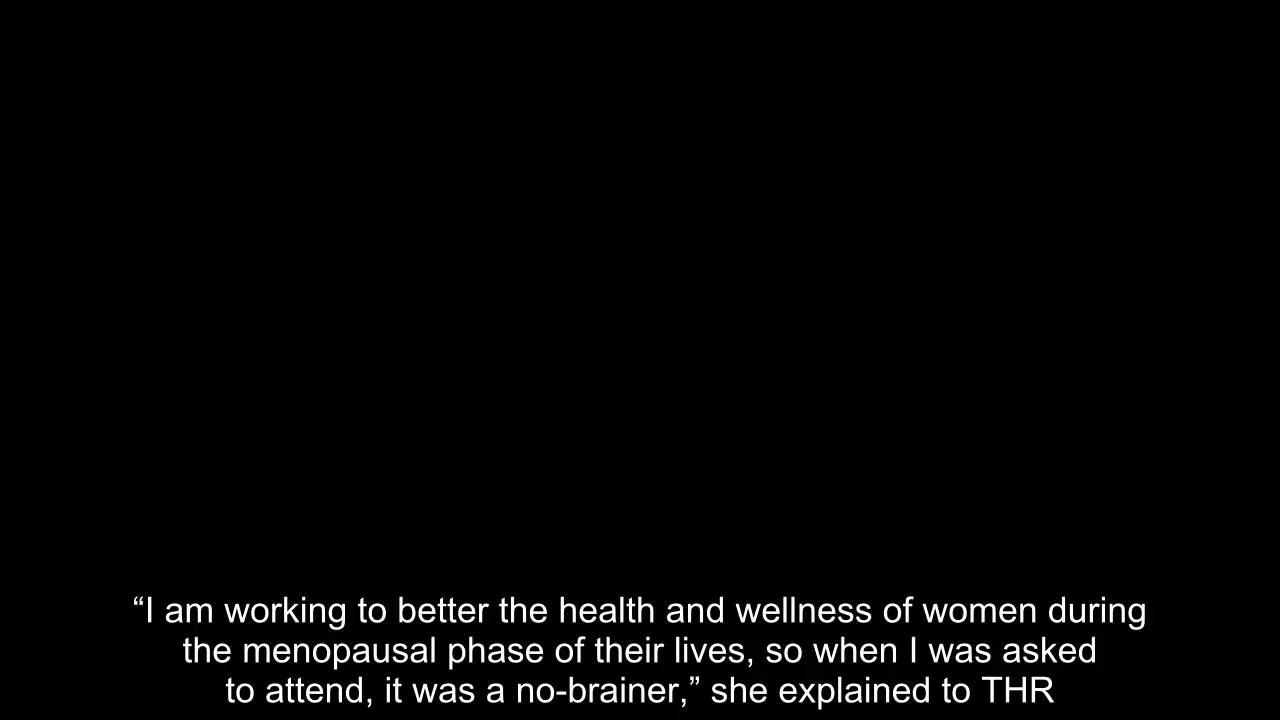 “I am working to better the health and wellness of women during
the menopausal phase of their lives, so when I was asked
to attend, it was a no-brainer,” she explained to THR